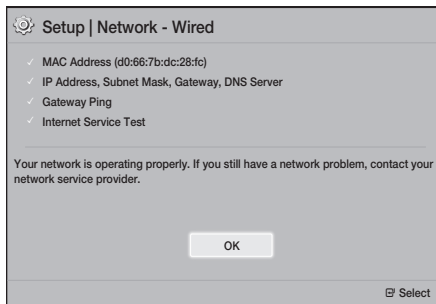 Setup | Network - Wired
MAC Address (d0:66:7b:dc:28:fc)
IP Address, Subnet Mask, Gateway, DNS Server
Gateway Ping
Internet Service Test
Your network is operating properly. If you still have a network problem, contact your
network service provider.
OK
Select